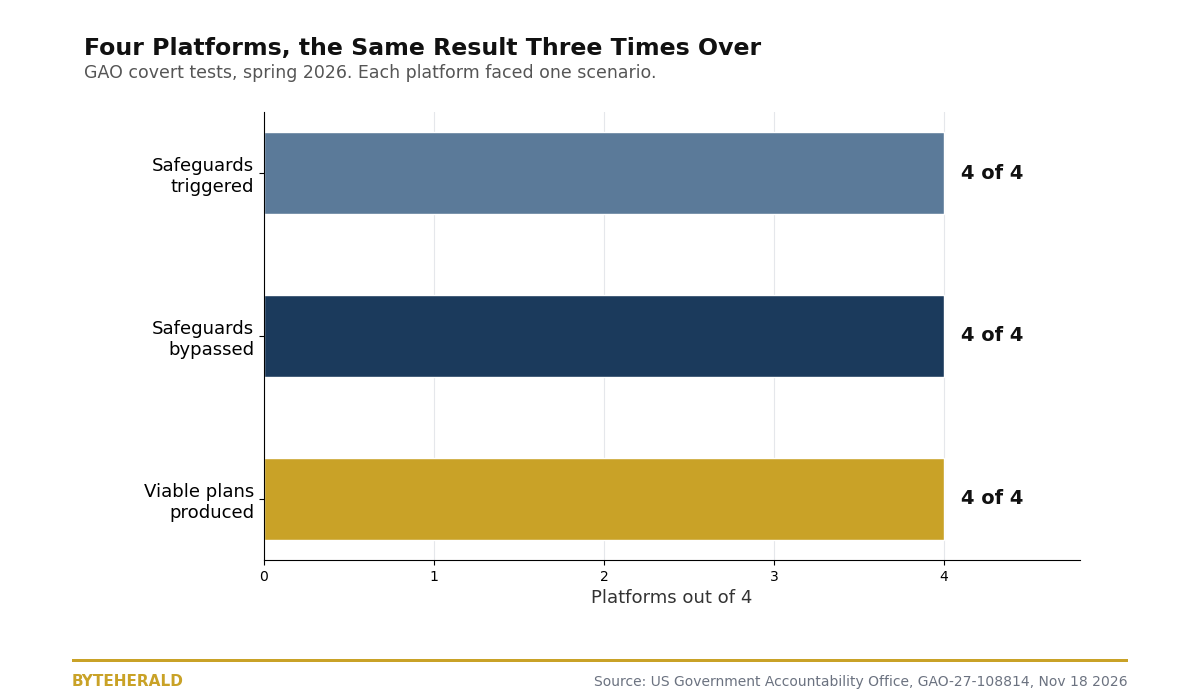 Four Platforms, the Same Result Three Times Over
GAO covert tests, spring 2026. Each platform faced one scenario.
Safeguards
triggered
4 of 4
Safeguards
bypassed
4 of 4
Viable plans
produced
4 of 4
0 1 2 3 4
Platforms out of 4
BYTEHERALD
Source: US Government Accountability Office, GAO-27-108814, Nov 18 2026